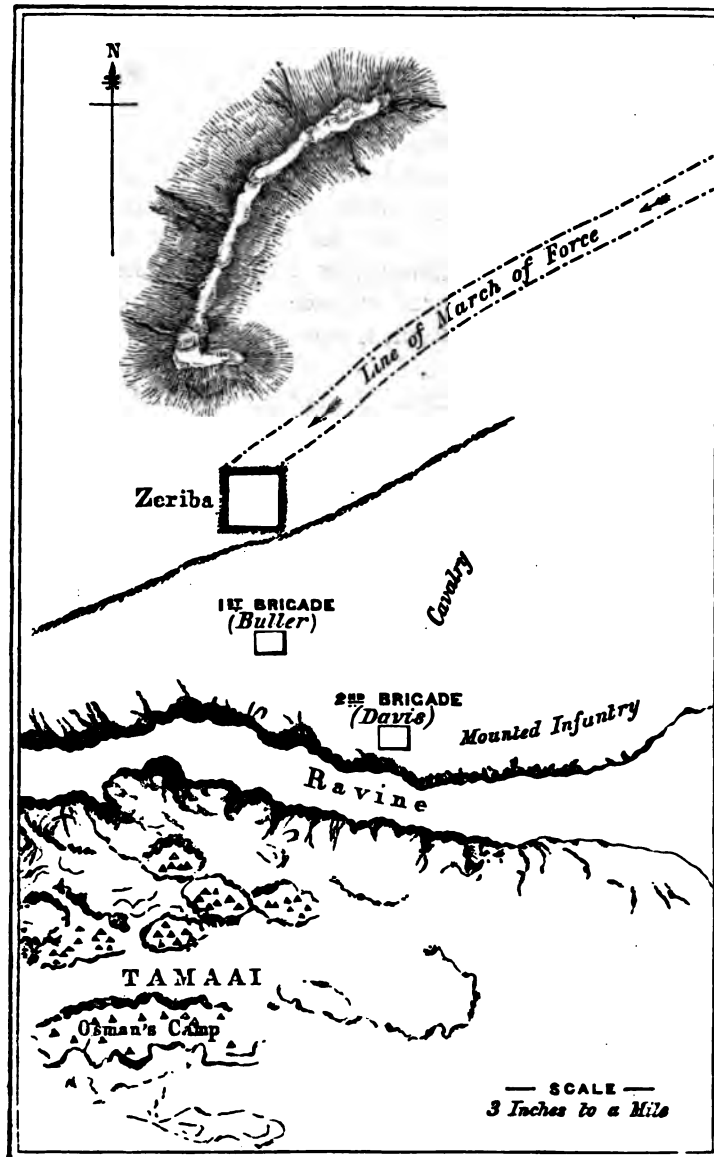 N
Line of March of Force
Zeriba
Cavalry
1ST BRIGADE
(Buller)
2ND BRIGADE
(Davis)
Mounted Infuntry
Ravine
TAMAAI
Osman's Camp
SCALE
3 Inches to a Mile